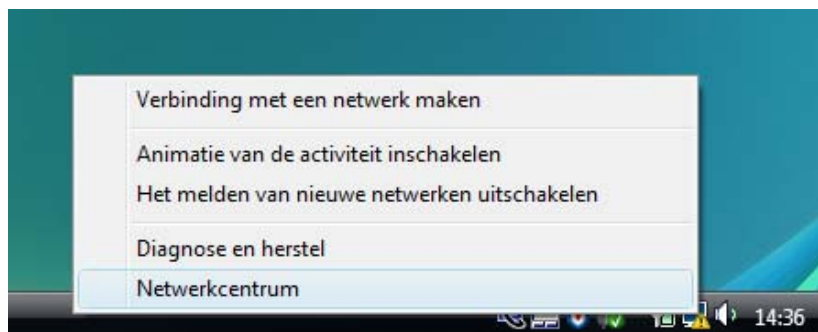 Verbinding met een netwerk maken
Animatie van de activiteit inschakelen
Het melden van nieuwe netwerken uitschakelen
Diagnose en herstel
Netwerkcentrum
14:36